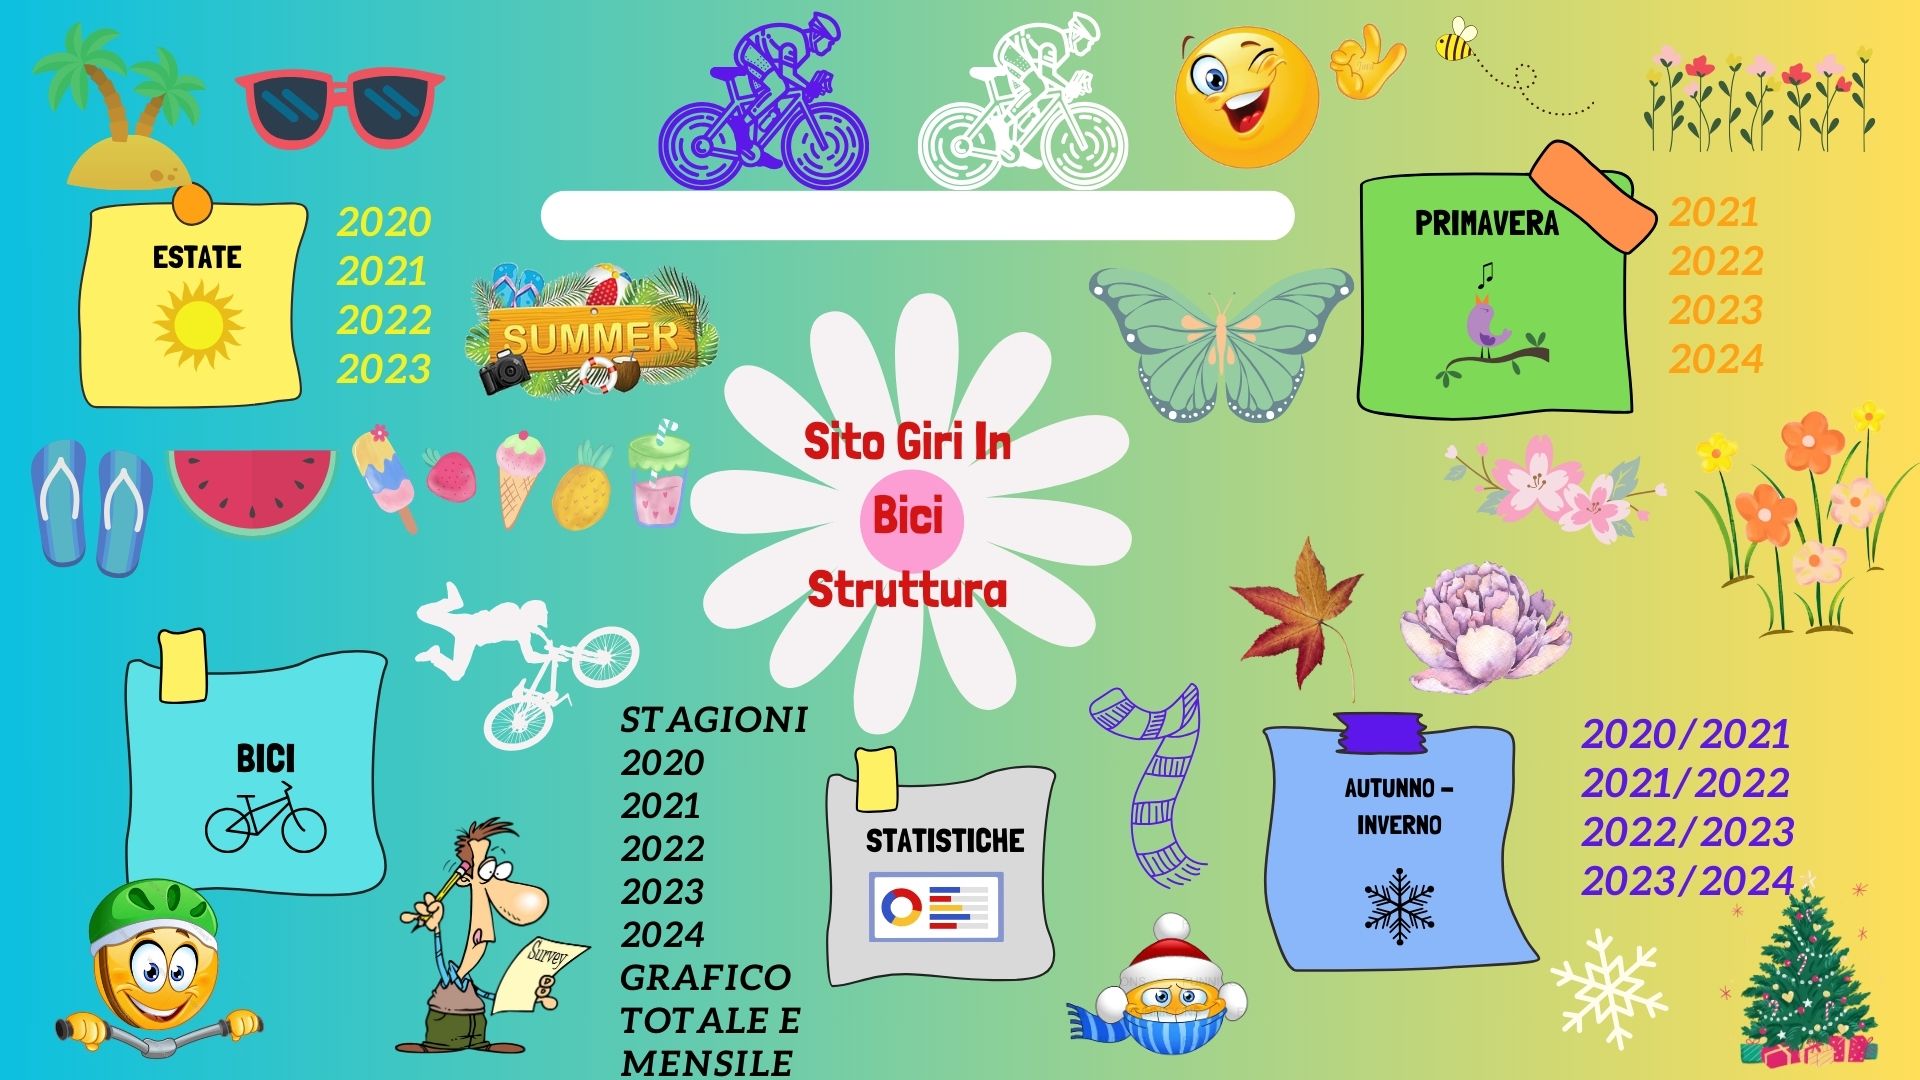 ESTATE
2020
2021
2022
2023
SUMMER
PRIMAVERA
2021
2022
2023
2024
Sito Giri In
Bici
Struttura
BICI
Survey
STAGIONI
2020
2021
2022
2023
2024
GRAFICO
TOTALE E
MENSILE
STATISTICHE
AUTUNNO –
INVERNO
2020/2021
2021/2022
2022/2023
2023/2024